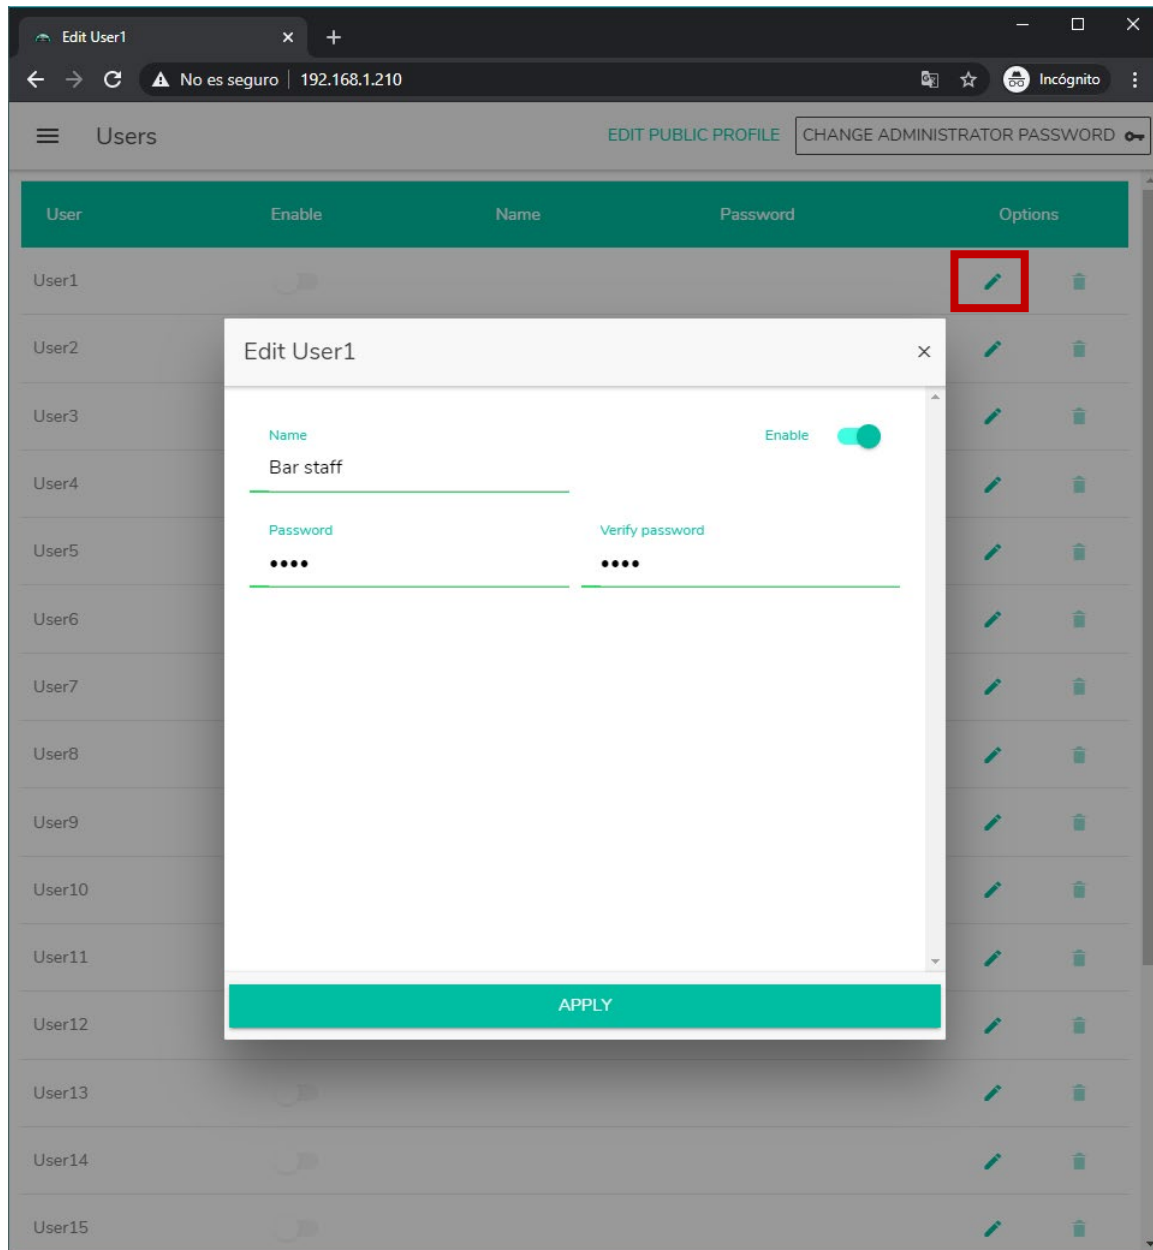 Edit User1
No es seguro | 192.168.1.210 Incógnito
Users EDIT PUBLIC PROFILE CHANGE ADMINISTRATOR PASSWORD
User Enable Name Password Options
User1
User2
Edit User1
User3
Name Enable
Bar staff
User4
Password Verify password
•••• ••••
User5
User6
User7
User8
User9
User10
User11
APPLY
User12
User13
User14
User15